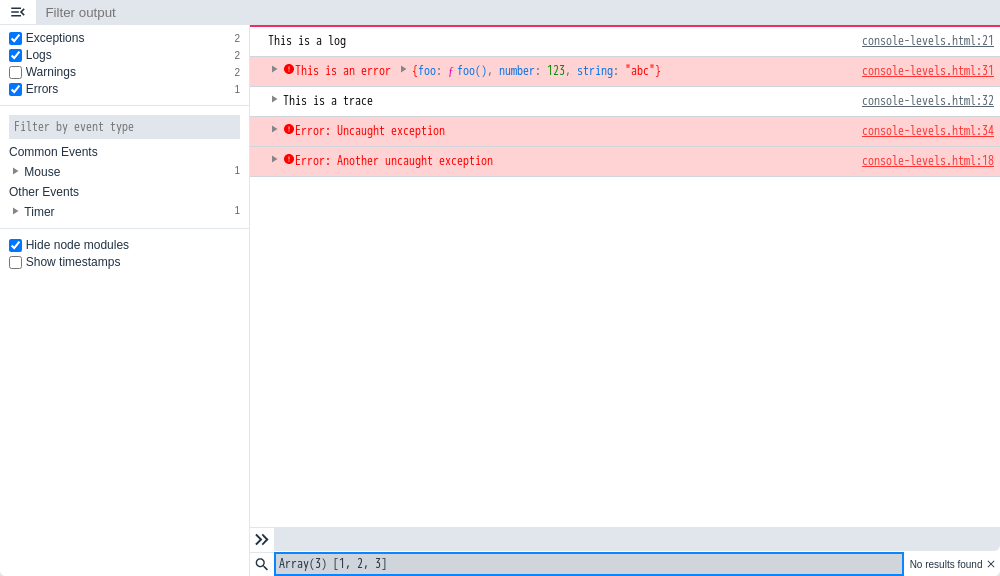 Filter output
Exceptions 2
Logs 2
Warnings 2
Errors 1
Filter by event type
Common Events
Mouse 1
Other Events
Timer 1
Hide node modules
Show timestamps
This is a log console-levels.html:21
This is an error {foo: ƒ foo(), number: 123, string: "abc"} console-levels.html:31
This is a trace console-levels.html:32
Error: Uncaught exception console-levels.html:34
Error: Another uncaught exception console-levels.html:18
Array(3) [1, 2, 3] No results found